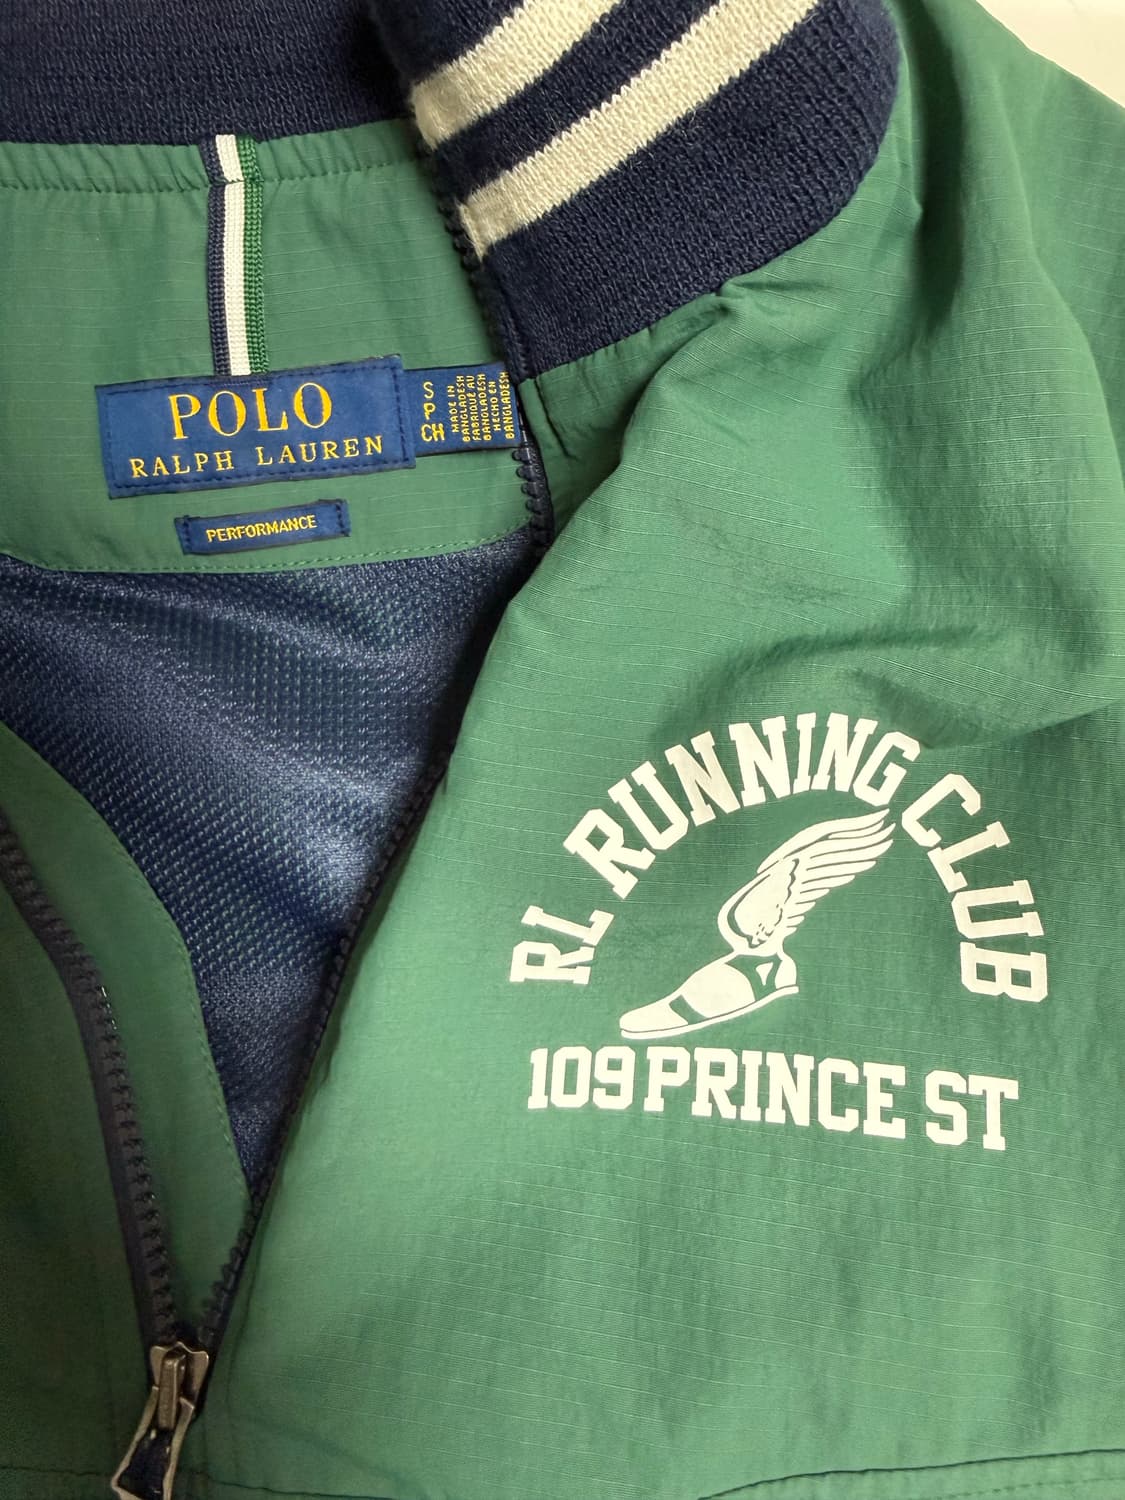 POLO
RALPH LAUREN
S
P
CH
MADE IN
BANGLADESH
FABRIQUÉ AU
BANGLADESH
HECHO EN
BANGLADESH
PERFORMANCE
RL RUNNING CLUB
109 PRINCE ST